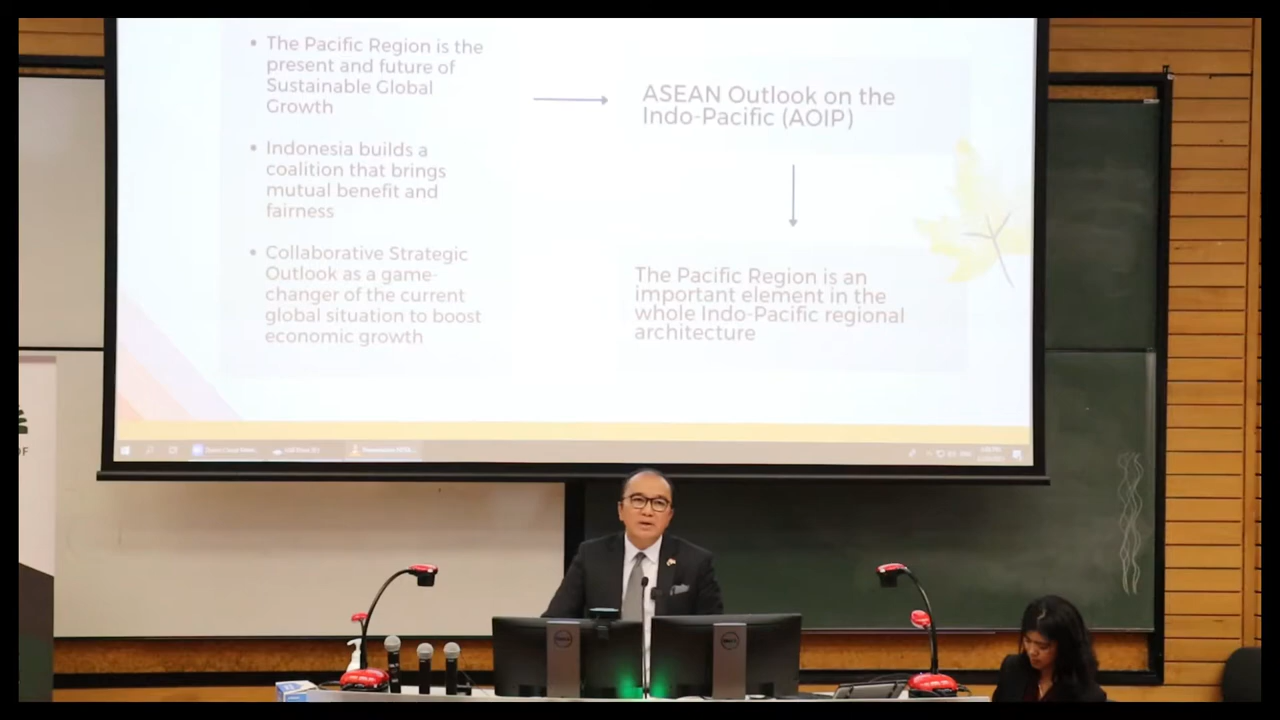 The Pacific Region is the
present and future of
Sustainable Global
Growth
Indonesia builds a
coalition that brings
mutual benefit and
fairness
Collaborative Strategic
Outlook as a game-
changer of the current
global situation to boost
economic growth
ASEAN Outlook on the
Indo-Pacific (AOIP)
The Pacific Region is an
important element in the
whole Indo-Pacific regional
architecture
OF
DELL
DELL